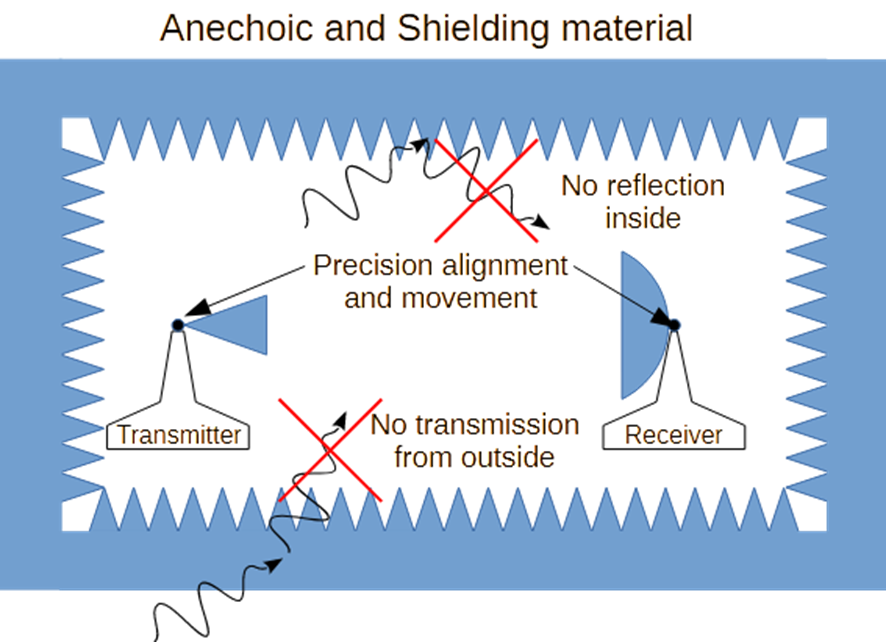 Anechoic and Shielding material
No reflection
inside
Precision alignment
and movement
No transmission
from outside
Transmitter
Receiver